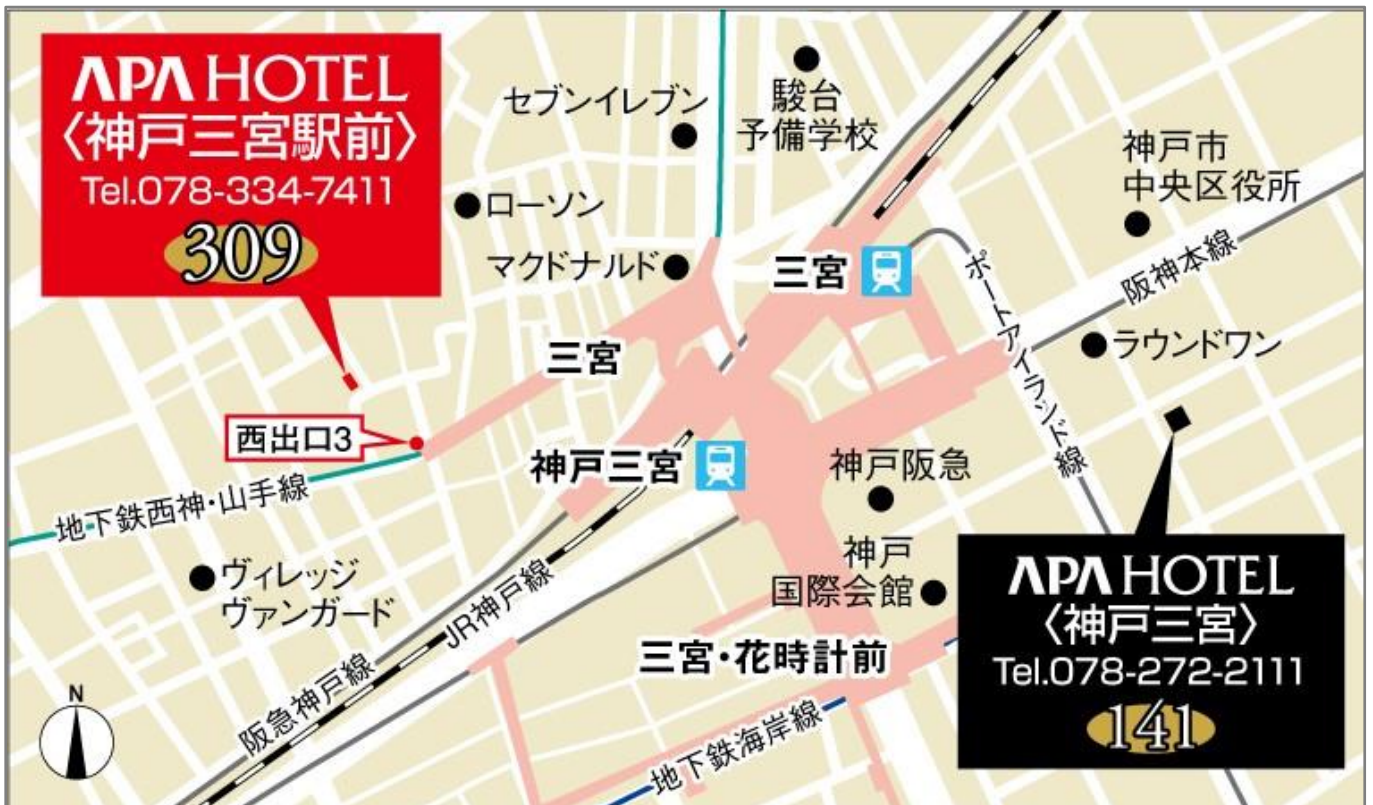 APA HOTEL
〈神戸三宮駅前〉
Tel.078-334-7411
309
セブンイレブン
駿台
予備学校
神戸市
中央区役所
ローソン
マクドナルド
三宮
ポートアイランド線
阪神本線
ラウンドワン
三宮
西出口3
神戸三宮
神戸阪急
地下鉄西神・山手線
神戸
国際会館
ヴィレッジ
ヴァンガード
JR神戸線
阪急神戸線
三宮・花時計前
地下鉄海岸線
APA HOTEL
〈神戸三宮〉
Tel.078-272-2111
141
N